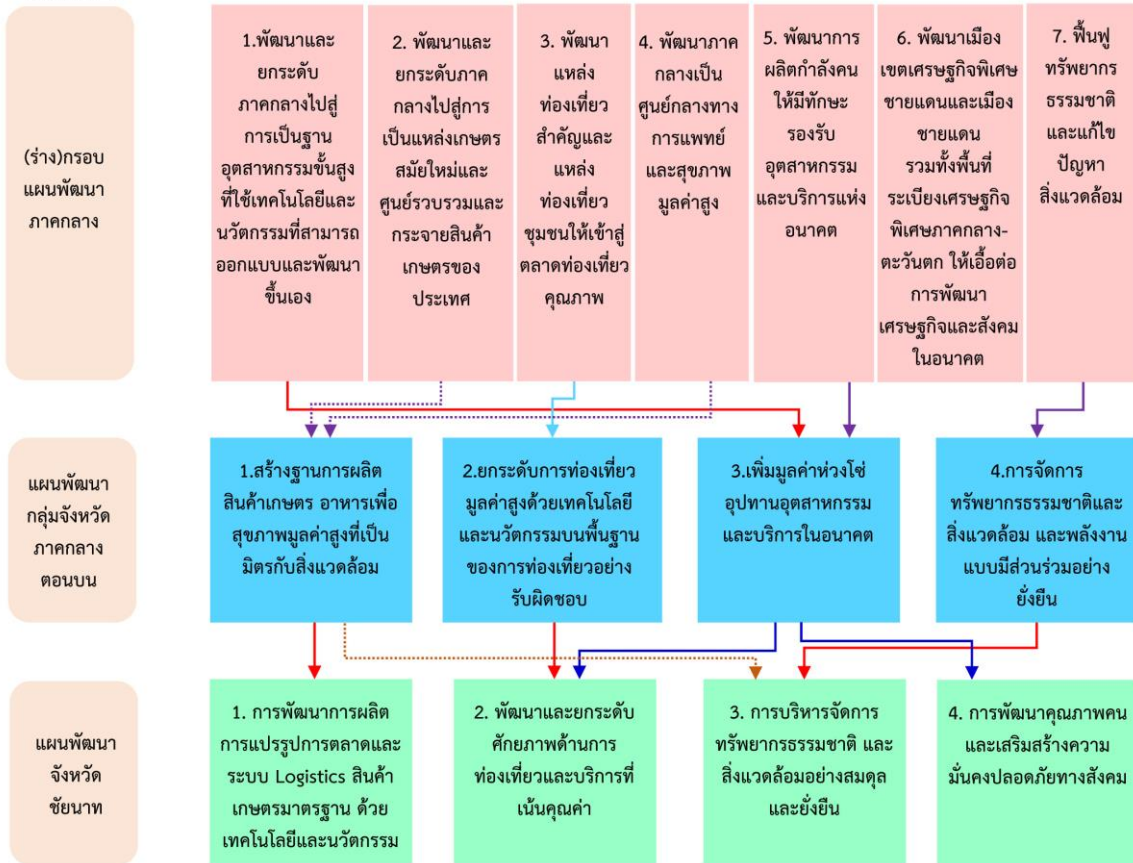 (ร่าง)กรอบ
แผนพัฒนา
ภาคกลาง
1.พัฒนาและ
ยกระดับ
ภาคกลางไปสู่
การเป็นฐาน
อุตสาหกรรมขั้นสูง
ที่ใช้เทคโนโลยีและ
นวัตกรรมที่สามารถ
ออกแบบและพัฒนา
ขึ้นเอง
2. พัฒนาและ
ยกระดับภาค
กลางไปสู่การ
เป็นแหล่งเกษตร
สมัยใหม่และ
ศูนย์รวบรวมและ
กระจายสินค้า
เกษตรของ
ประเทศ
3. พัฒนา
แหล่ง
ท่องเที่ยว
สำคัญและ
แหล่ง
ท่องเที่ยว
ชุมชนให้เข้าสู่
ตลาดท่องเที่ยว
คุณภาพ
4. พัฒนาภาค
กลางเป็น
ศูนย์กลางทาง
การแพทย์
และสุขภาพ
มูลค่าสูง
5. พัฒนาการ
ผลิตกำลังคน
ให้มีทักษะ
รองรับ
อุตสาหกรรม
และบริการแห่ง
อนาคต
6. พัฒนาเมือง
เขตเศรษฐกิจพิเศษ
ชายแดนและเมือง
ชายแดน
รวมทั้งพื้นที่
ระเบียงเศรษฐกิจ
พิเศษภาคกลาง-
ตะวันตก ให้เอื้อต่อ
การพัฒนา
เศรษฐกิจและสังคม
ในอนาคต
7. ฟื้นฟู
ทรัพยากร
ธรรมชาติ
และแก้ไข
ปัญหา
สิ่งแวดล้อม
แผนพัฒนา
กลุ่มจังหวัด
ภาคกลาง
ตอนบน
1.สร้างฐานการผลิต
สินค้าเกษตร อาหารเพื่อ
สุขภาพมูลค่าสูงที่เป็น
มิตรกับสิ่งแวดล้อม
2.ยกระดับการท่องเที่ยว
มูลค่าสูงด้วยเทคโนโลยี
และนวัตกรรมบนพื้นฐาน
ของการท่องเที่ยวอย่าง
รับผิดชอบ
3.เพิ่มมูลค่าห่วงโซ่
อุปทานอุตสาหกรรม
และบริการในอนาคต
4.การจัดการ
ทรัพยากรธรรมชาติและ
สิ่งแวดล้อม และพลังงาน
แบบมีส่วนร่วมอย่าง
ยั่งยืน
แผนพัฒนา
จังหวัด
ชัยนาท
1. การพัฒนาการผลิต
การแปรรูปการตลาดและ
ระบบ Logistics สินค้า
เกษตรมาตรฐาน ด้วย
เทคโนโลยีและนวัตกรรม
2. พัฒนาและยกระดับ
ศักยภาพด้านการ
ท่องเที่ยวและบริการที่
เน้นคุณค่า
3. การบริหารจัดการ
ทรัพยากรธรรมชาติ และ
สิ่งแวดล้อมอย่างสมดุล
และยั่งยืน
4. การพัฒนาคุณภาพคน
และเสริมสร้างความ
มั่นคงปลอดภัยทางสังคม